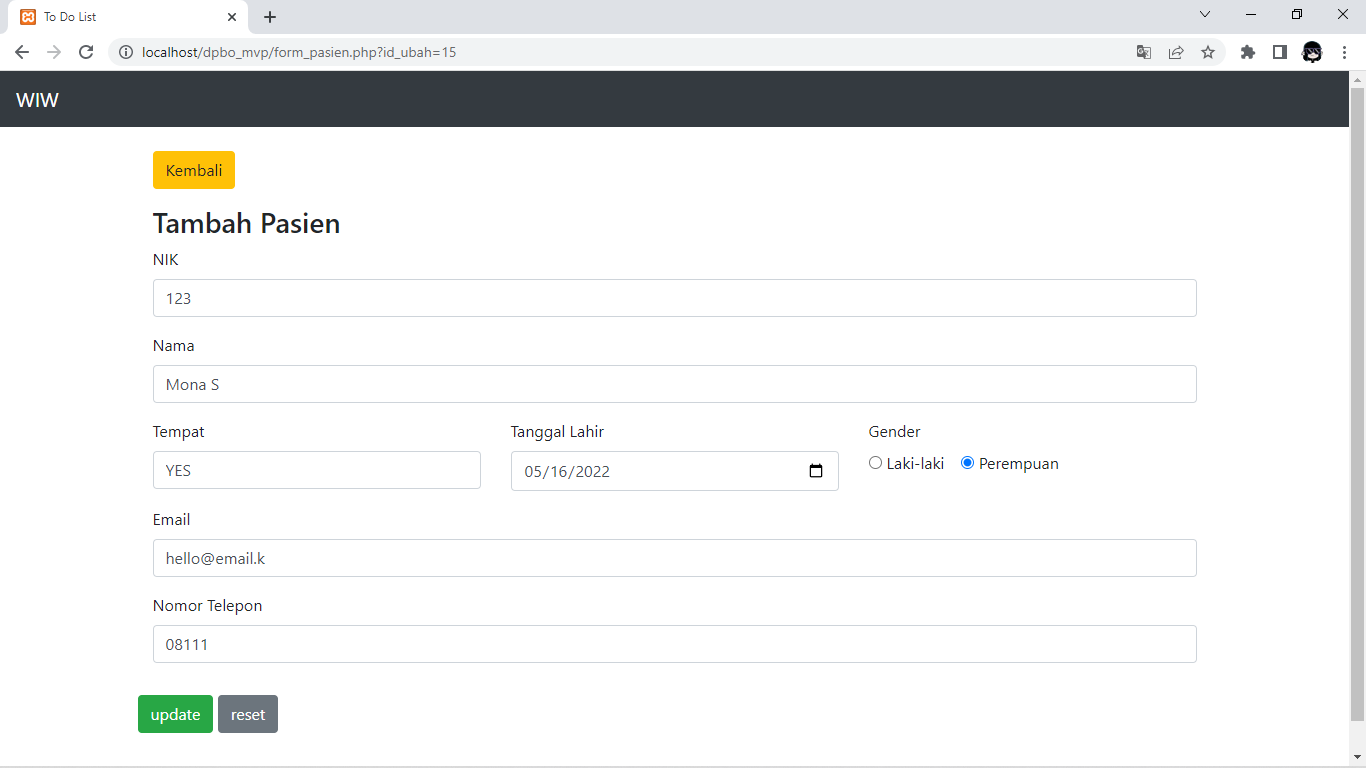 To Do List
localhost/dpbo_mvp/form_pasien.php?id_ubah=15
WIW
Kembali
Tambah Pasien
NIK
123
Nama
Mona S
Tempat Tanggal Lahir Gender
YES 05/16/2022 Laki-laki Perempuan
Email
hello@email.k
Nomor Telepon
08111
update reset